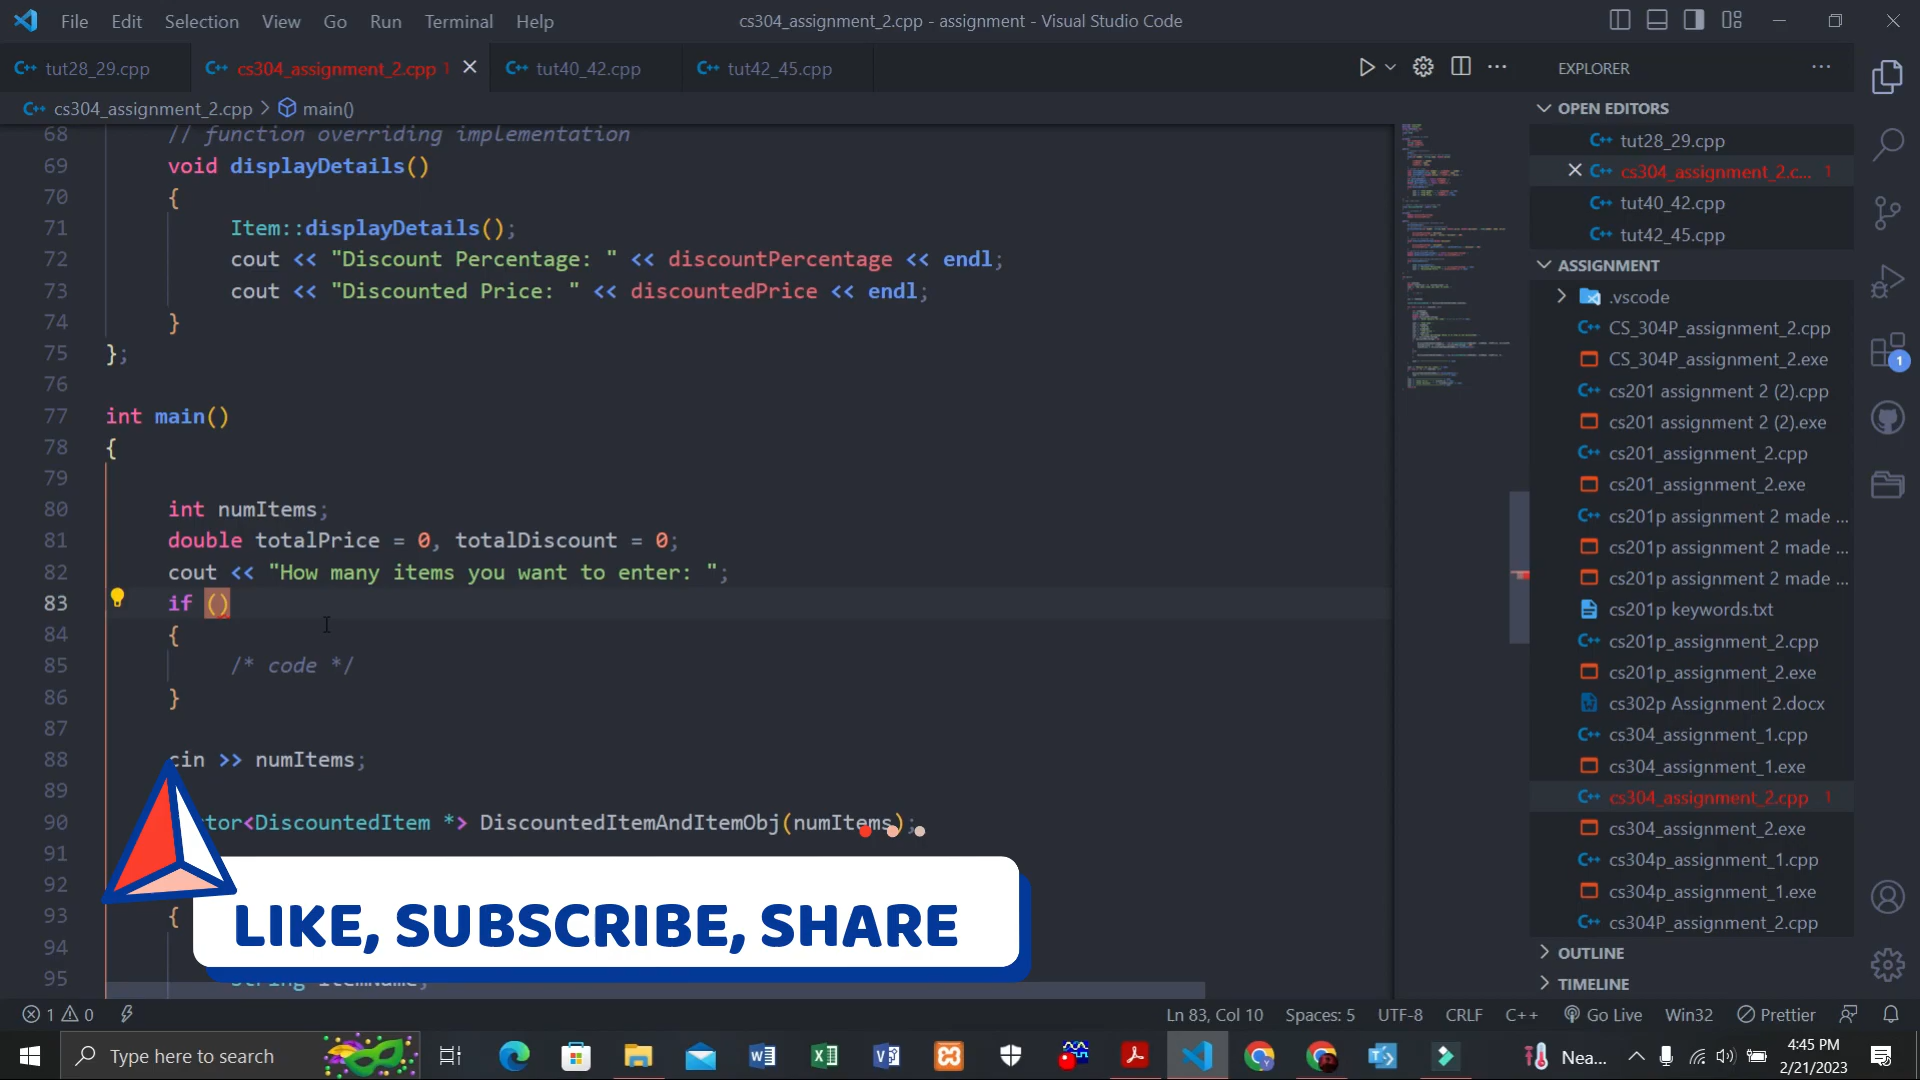 File Edit Selection View Go Run Terminal Help
cs304_assignment_2.cpp - assignment - Visual Studio Code
tut28_29.cpp
cs304_assignment_2.cpp 1
tut40_42.cpp
tut42_45.cpp
cs304_assignment_2.cpp > main()
68 // function overriding implementation
69 void displayDetails()
70 {
71 Item::displayDetails();
72 cout << "Discount Percentage: " << discountPercentage << endl;
73 cout << "Discounted Price: " << discountedPrice << endl;
74 }
75 };
76
77 int main()
78 {
79
80 int numItems;
81 double totalPrice = 0, totalDiscount = 0;
82 cout << "How many items you want to enter: ";
83 if ()
84 {
85 /* code */
86 }
87
88 cin >> numItems;
89
90 tor<DiscountedItem *> DiscountedItemAndItemObj(numItems);
91
92
93 {
94
95 String itemName;
LIKE, SUBSCRIBE, SHARE
EXPLORER
OPEN EDITORS
tut28_29.cpp
cs304_assignment_2.c... 1
tut40_42.cpp
tut42_45.cpp
ASSIGNMENT
.vscode
CS_304P_assignment_2.cpp
CS_304P_assignment_2.exe
cs201 assignment 2 (2).cpp
cs201 assignment 2 (2).exe
cs201_assignment_2.cpp
cs201_assignment_2.exe
cs201p assignment 2 made ...
cs201p assignment 2 made ...
cs201p assignment 2 made ...
cs201p keywords.txt
cs201p_assignment_2.cpp
cs201p_assignment_2.exe
cs302p Assignment 2.docx
cs304_assignment_1.cpp
cs304_assignment_1.exe
cs304_assignment_2.cpp 1
cs304_assignment_2.exe
cs304p_assignment_1.cpp
cs304p_assignment_1.exe
cs304P_assignment_2.cpp
OUTLINE
TIMELINE
1
1 0
Ln 83, Col 10 Spaces: 5 UTF-8 CRLF C++ Go Live Win32 Prettier
Type here to search
Nea...
4:45 PM
2/21/2023